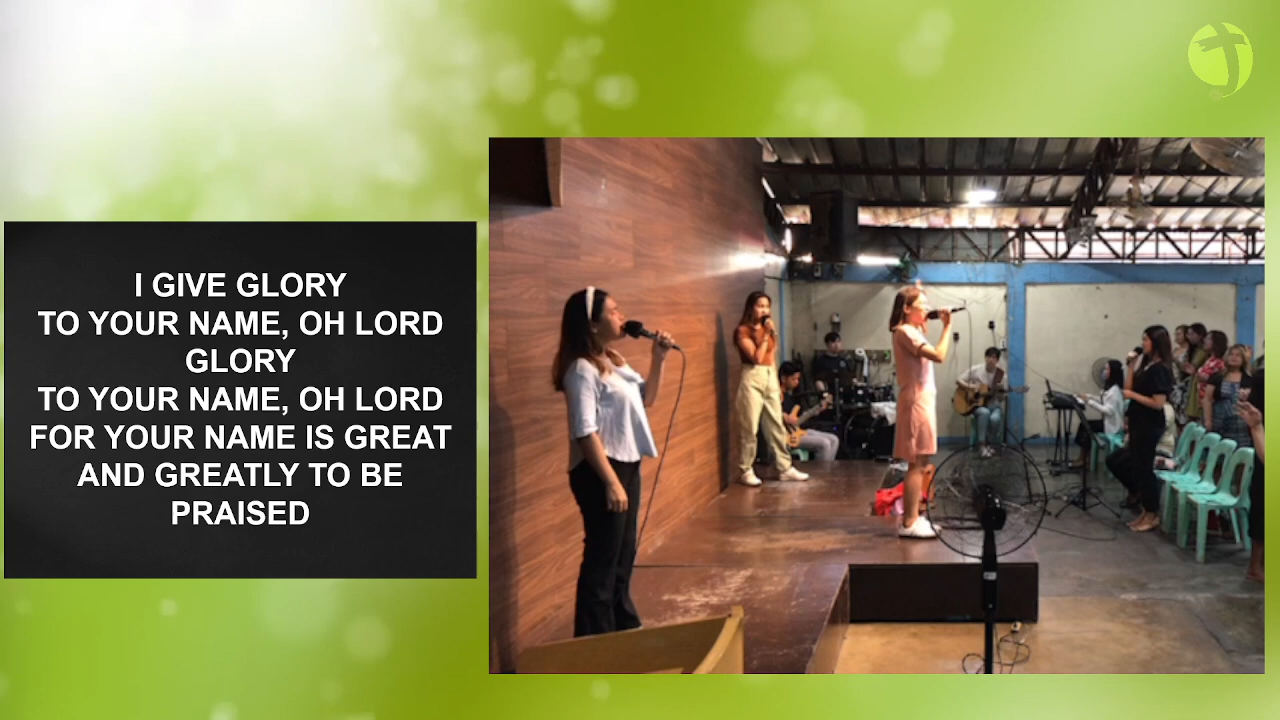 I GIVE GLORY
TO YOUR NAME, OH LORD
GLORY
TO YOUR NAME, OH LORD
FOR YOUR NAME IS GREAT
AND GREATLY TO BE
PRAISED